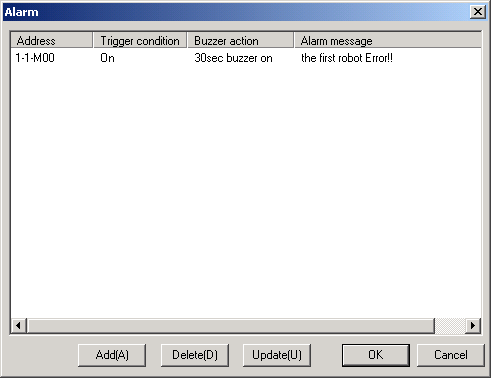 Alarm
Address Trigger condition Buzzer action Alarm message
1-1-M00 On 30sec buzzer on the first robot Error!!
Add(A) Delete(D) Update(U) OK Cancel